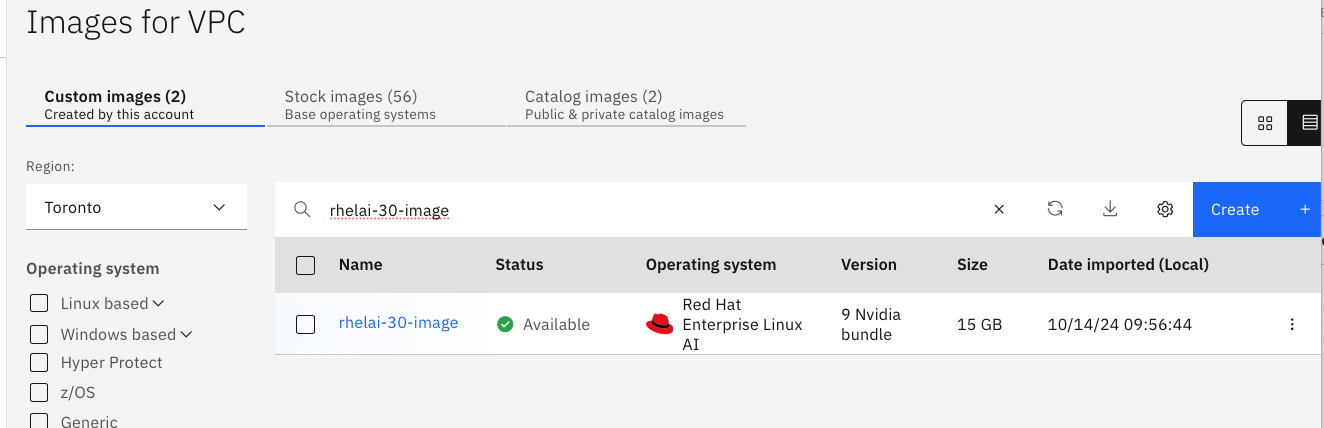 Images for VPC
Custom images (2)
Created by this account
Stock images (56)
Base operating systems
Catalog images (2)
Public & private catalog images
Region:
Toronto
rhelai-30-image
Create +
Operating system
Linux based
Windows based
Hyper Protect
z/OS
Generic
Name Status Operating system Version Size Date imported (Local)
rhelai-30-image Available Red Hat Enterprise Linux AI 9 Nvidia bundle 15 GB 10/14/24 09:56:44